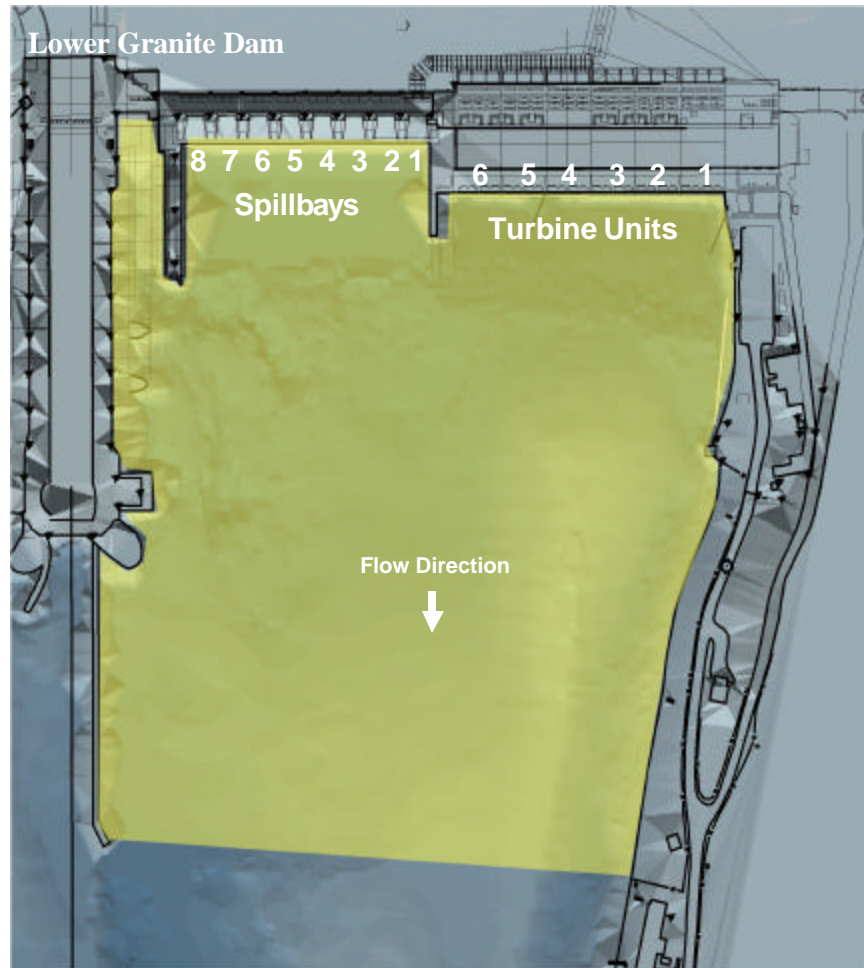 Lower Granite Dam
8 7 6 5 4 3 2 1
Spillbays
6 5 4 3 2 1
Turbine Units
Flow Direction